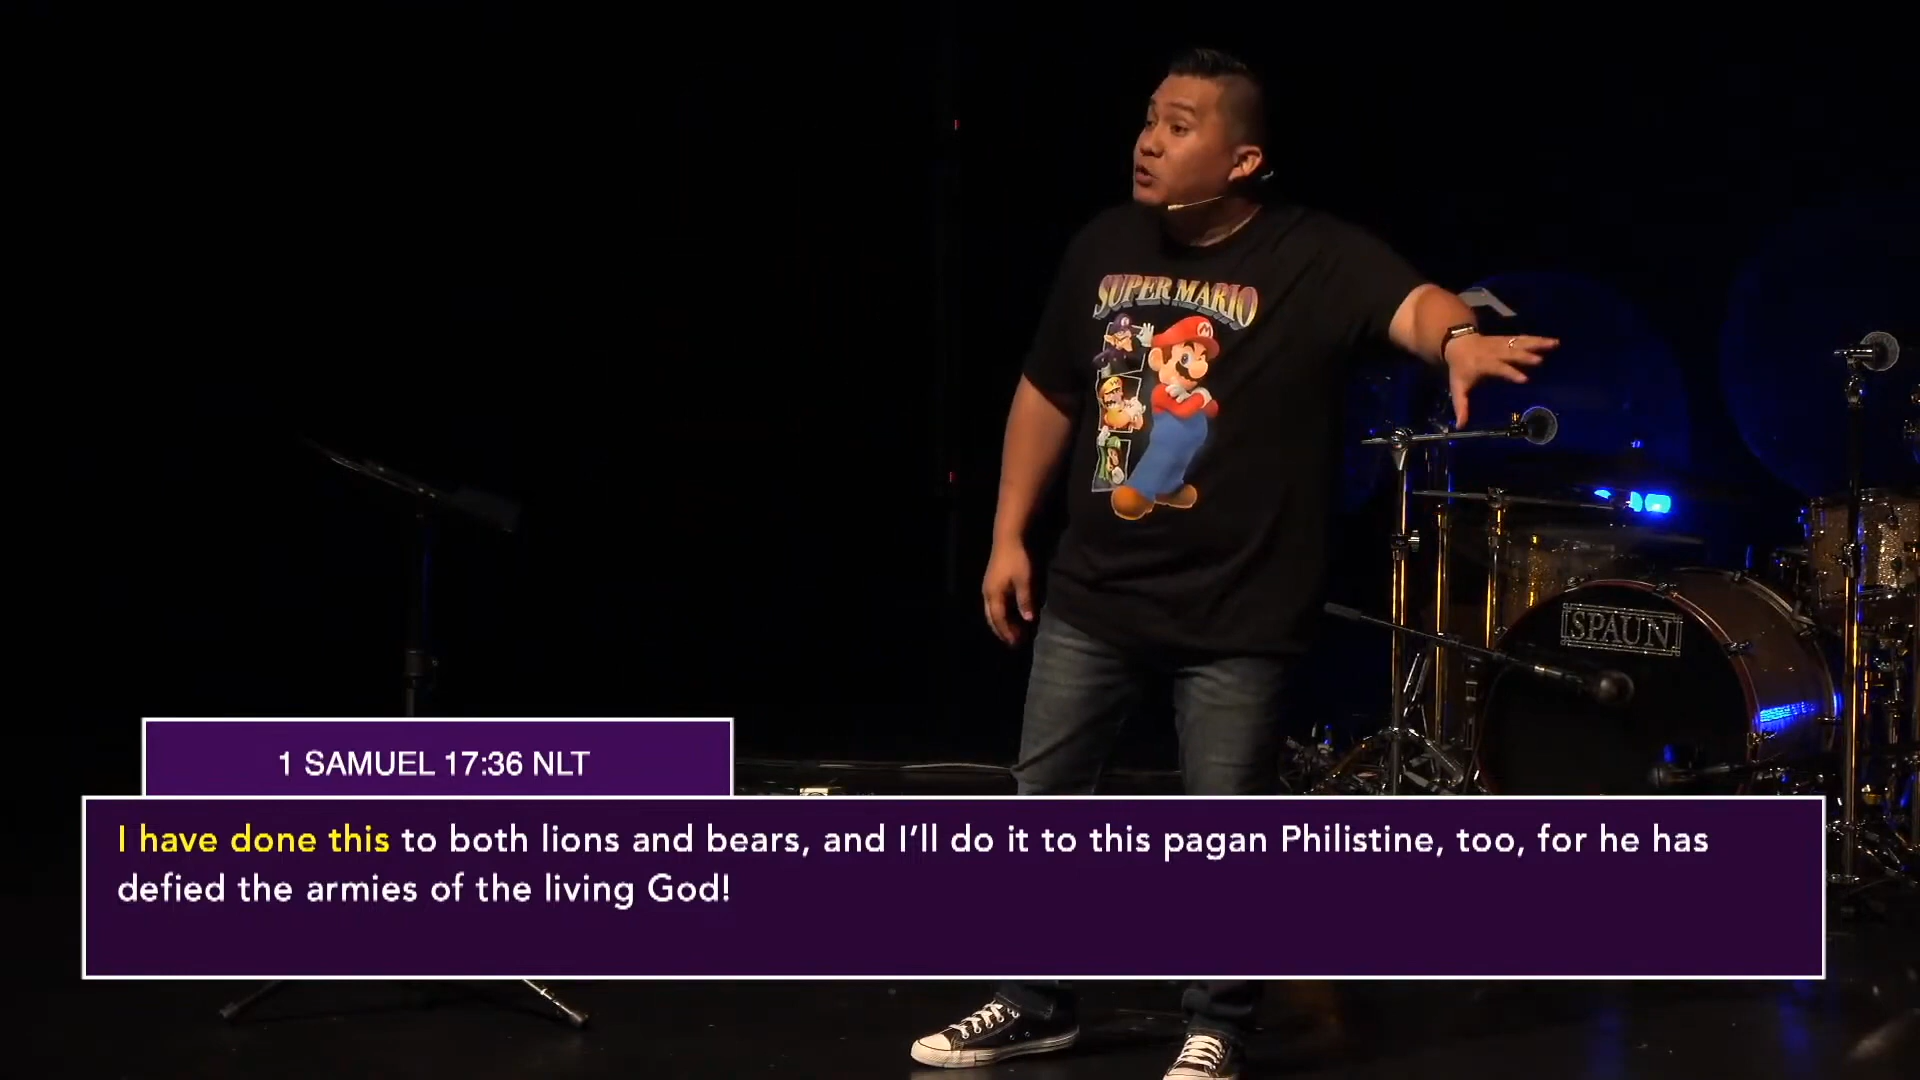 SUPER MARIO
SPAUN
1 SAMUEL 17:36 NLT
I have done this to both lions and bears, and I’ll do it to this pagan Philistine, too, for he has
defied the armies of the living God!